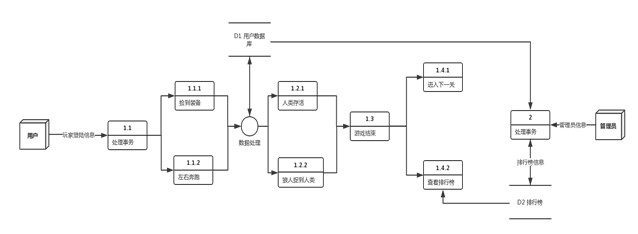 D1 用户数据
库
用户
玩家登陆信息
1.1
处理事务
1.1.1
捡到装备
1.1.2
左右奔跑
数据处理
1.2.1
人类存活
1.2.2
狼人捉到人类
1.3
游戏结束
1.4.1
进入下一关
1.4.2
查看排行榜
2
处理事务
管理员信息
管理员
排行榜信息
D2 排行榜